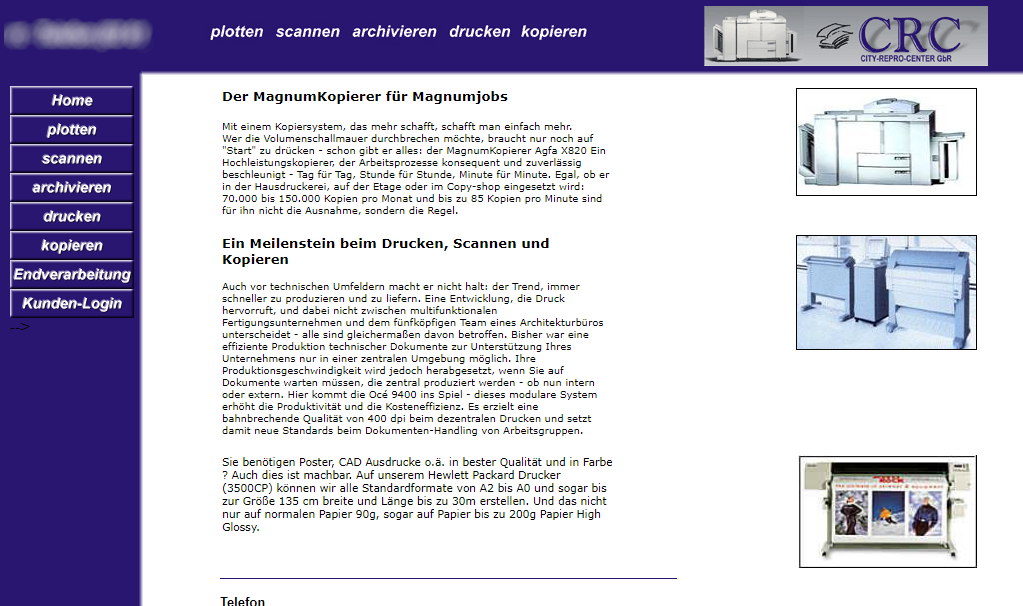 plotten scannen archivieren drucken kopieren
CRC
CITY-REPRO-CENTER GbR
Home
plotten
scannen
archivieren
drucken
kopieren
Endverarbeitung
Kunden-Login
-->
Der MagnumKopierer für Magnumjobs
Mit einem Kopiersystem, das mehr schafft, schafft man einfach mehr.
Wer die Volumenschallmauer durchbrechen möchte, braucht nur noch auf
"Start" zu drücken - schon gibt er alles: der MagnumKopierer Agfa X820 Ein
Hochleistungskopierer, der Arbeitsprozesse konsequent und zuverlässig
beschleunigt - Tag für Tag, Stunde für Stunde, Minute für Minute. Egal, ob er
in der Hausdruckerei, auf der Etage oder im Copy-shop eingesetzt wird:
70.000 bis 150.000 Kopien pro Monat und bis zu 85 Kopien pro Minute sind
für ihn nicht die Ausnahme, sondern die Regel.
Ein Meilenstein beim Drucken, Scannen und
Kopieren
Auch vor technischen Umfeldern macht er nicht halt: der Trend, immer
schneller zu produzieren und zu liefern. Eine Entwicklung, die Druck
hervorruft, und dabei nicht zwischen multifunktionalen
Fertigungsunternehmen und dem fünfköpfigen Team eines Architekturbüros
unterscheidet - alle sind gleichermaßen davon betroffen. Bisher war eine
effiziente Produktion technischer Dokumente zur Unterstützung Ihres
Unternehmens nur in einer zentralen Umgebung möglich. Ihre
Produktionsgeschwindigkeit wird jedoch herabgesetzt, wenn Sie auf
Dokumente warten müssen, die zentral produziert werden - ob nun intern
oder extern. Hier kommt die Océ 9400 ins Spiel - dieses modulare System
erhöht die Produktivität und die Kosteneffizienz. Es erzielt eine
bahnbrechende Qualität von 400 dpi beim dezentralen Drucken und setzt
damit neue Standards beim Dokumenten-Handling von Arbeitsgruppen.
Sie benötigen Poster, CAD Ausdrucke o.ä. in bester Qualität und in Farbe
? Auch dies ist machbar. Auf unserem Hewlett Packard Drucker
(3500CP) können wir alle Standardformate von A2 bis A0 und sogar bis
zur Größe 135 cm breite und Länge bis zu 30m erstellen. Und das nicht
nur auf normalen Papier 90g, sogar auf Papier bis zu 200g Papier High
Glossy.
Telefon